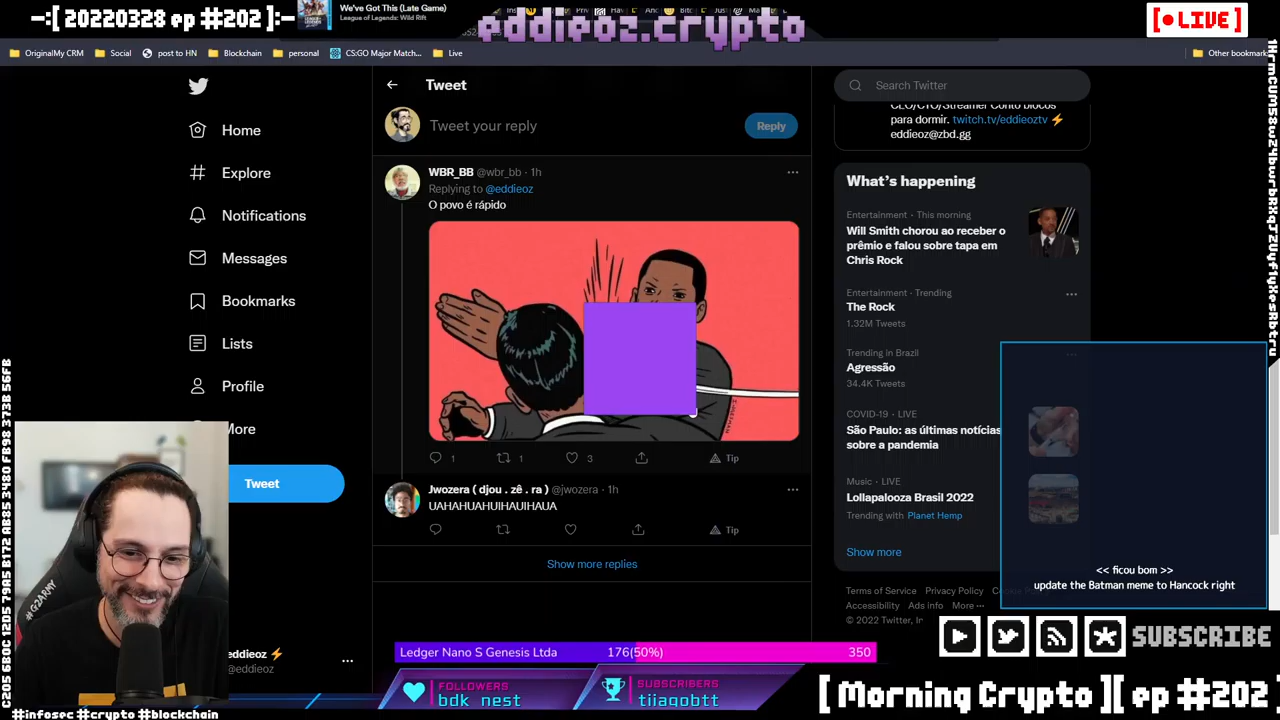 -:[ 20220328 ep #202 ]:-
We've Got This (Late Game)
League of Legends: Wild Rift
eddieoz.crypto
[● LIVE]
OriginalMy CRM
Social
post to HN
Blockchain
personal
CS:GO Major Match...
Live
Other bookmark
Tweet
Search Twitter
Tweet your reply
Reply
Home
Explore
Notifications
Messages
Bookmarks
Lists
Profile
More
Tweet
WBR_BB @wbr_bb · 1h
Replying to @eddieoz
O povo é rápido
1
1
3
Tip
Jwozera ( djou . zê . ra ) @jwozera · 1h
UAHAHUAHUIHAUIHAUA
Tip
Show more replies
CEO/CTO/Streamer Conto blocos
para dormir. twitch.tv/eddieoztv ⚡
eddieoz@zbd.gg
What's happening
Entertainment · This morning
Will Smith chorou ao receber o
prêmio e falou sobre tapa em
Chris Rock
Entertainment · Trending
The Rock
1.32M Tweets
Trending in Brazil
Agressão
34.4K Tweets
COVID-19 · LIVE
São Paulo: as últimas notícias
sobre a pandemia
Music · LIVE
Lollapalooza Brasil 2022
Trending with Planet Hemp
Show more
Terms of Service Privacy Policy
Accessibility Ads info More ···
© 2022 Twitter,
<< ficou bom >>
update the Batman meme to Hancock right
SUBSCRIBE
eddieoz ⚡
@eddieoz
Ledger Nano S Genesis Ltda 176(50%) 350
FOLLOWERS
bdk_nest
SUBSCRIBERS
tiiagobtt
[ Morning Crypto ][ ep #202
#infosec #crypto #blockchain